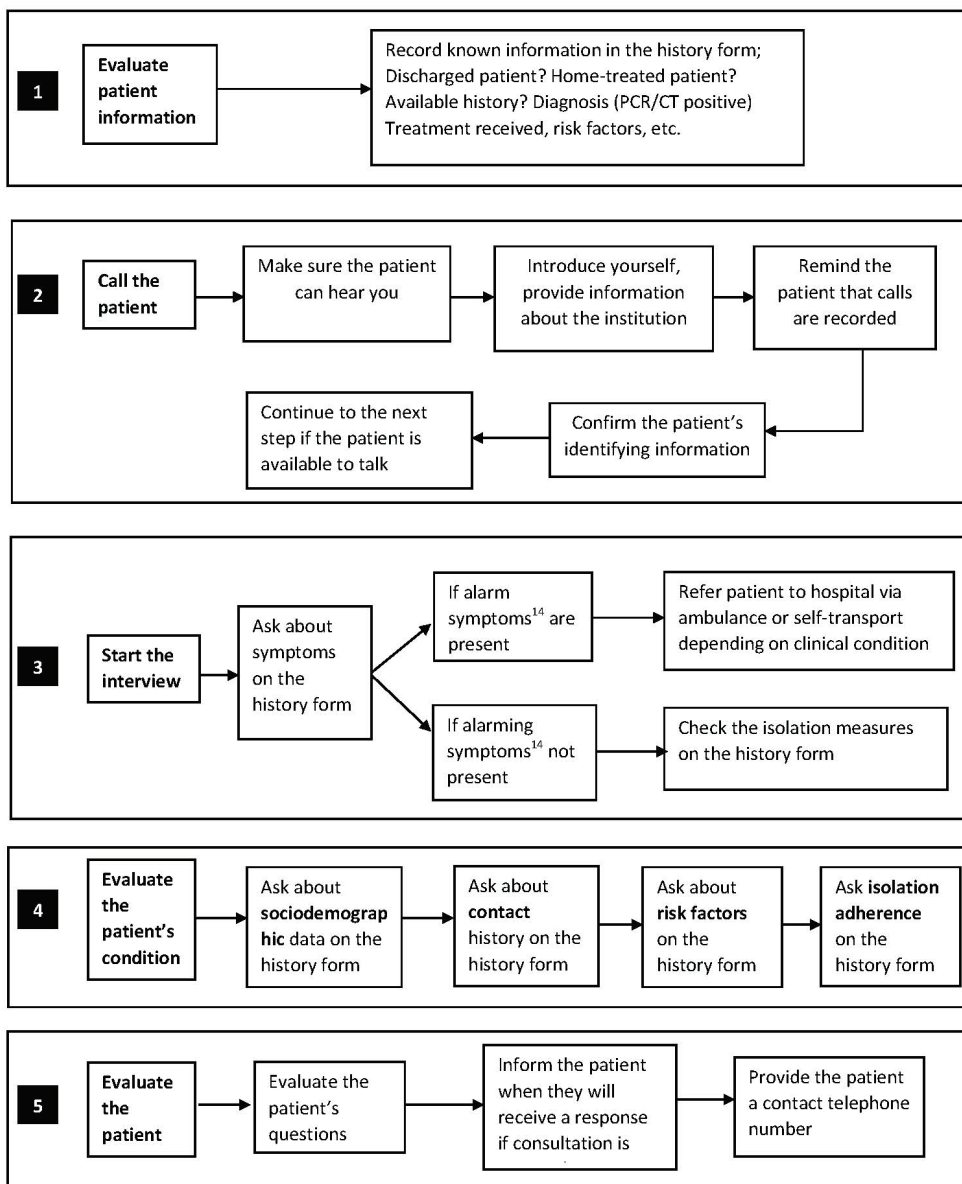 1
Evaluate
patient
information
Record known information in the history form;
Discharged patient? Home-treated patient?
Available history? Diagnosis (PCR/CT positive)
Treatment received, risk factors, etc.
2
Call the
patient
Make sure the patient
can hear you
Introduce yourself,
provide information
about the institution
Remind the
patient that calls
are recorded
Confirm the patient’s
identifying information
Continue to the next
step if the patient is
available to talk
3
Start the
interview
Ask about
symptoms
on the
history form
If alarm
symptoms¹⁴ are
present
Refer patient to hospital via
ambulance or self-transport
depending on clinical condition
If alarming
symptoms¹⁴ not
present
Check the isolation measures
on the history form
4
Evaluate
the
patient’s
condition
Ask about
sociodemograp
hic data on the
history form
Ask about
contact
history on the
history form
Ask about
risk factors
on the
history form
Ask isolation
adherence
on the
history form
5
Evaluate
the
patient
Evaluate the
patient’s
questions
Inform the patient
when they will
receive a response
if consultation is
Provide the patient
a contact telephone
number